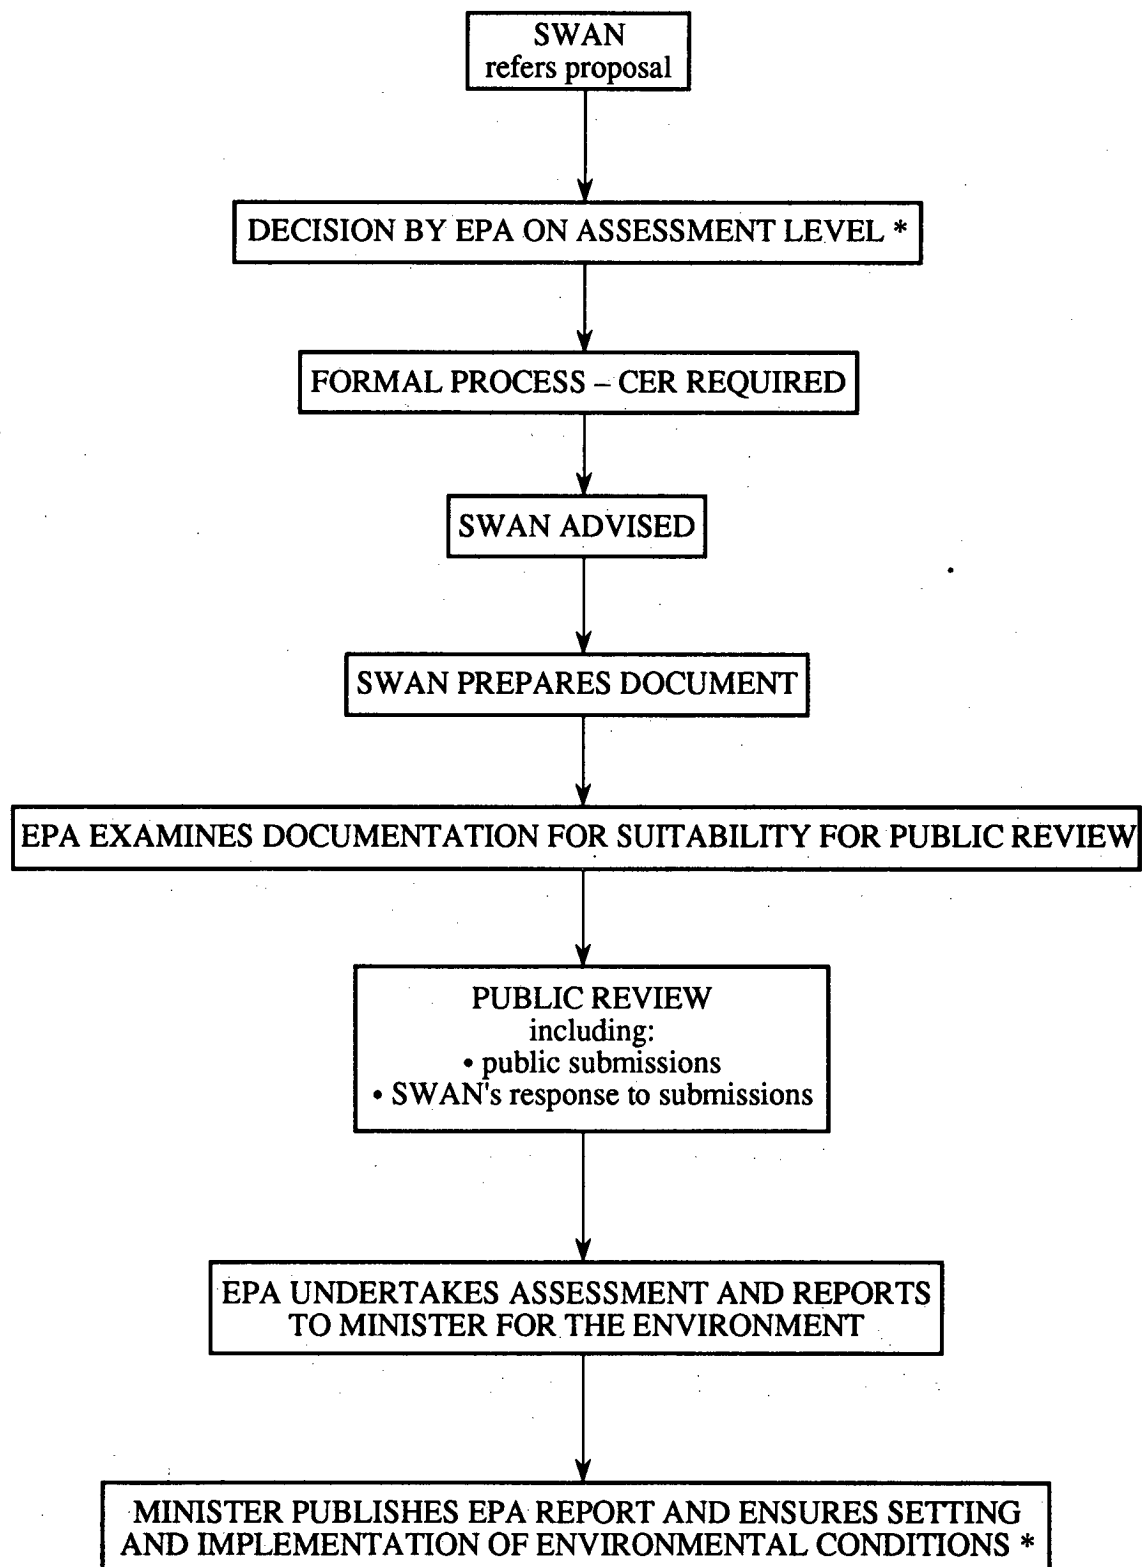 SWAN
refers proposal
DECISION BY EPA ON ASSESSMENT LEVEL *
FORMAL PROCESS – CER REQUIRED
SWAN ADVISED
SWAN PREPARES DOCUMENT
EPA EXAMINES DOCUMENTATION FOR SUITABILITY FOR PUBLIC REVIEW
PUBLIC REVIEW
including:
• public submissions
• SWAN's response to submissions
EPA UNDERTAKES ASSESSMENT AND REPORTS
TO MINISTER FOR THE ENVIRONMENT
MINISTER PUBLISHES EPA REPORT AND ENSURES SETTING
AND IMPLEMENTATION OF ENVIRONMENTAL CONDITIONS *